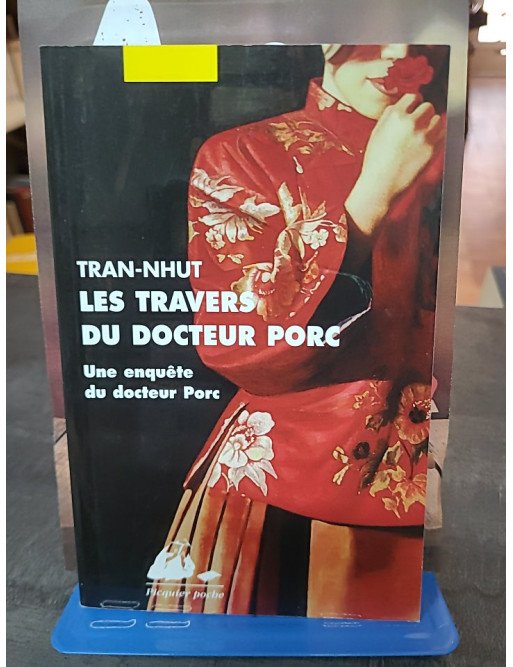 TRAN-NHUT
LES TRAVERS
DU DOCTEUR PORC
Une enquête
du docteur Porc
Picquier poche